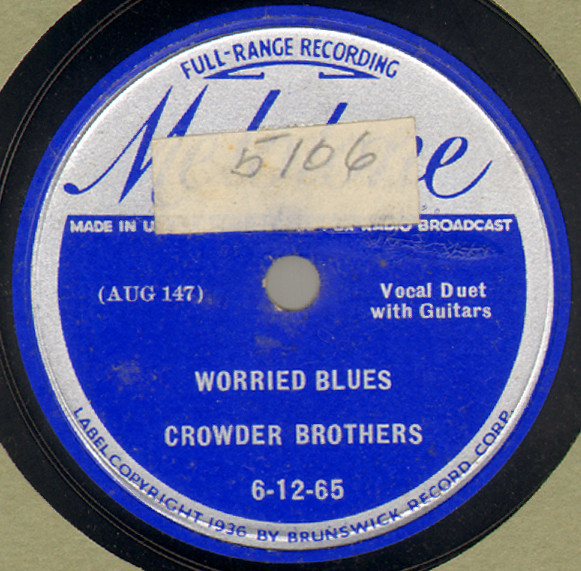 FULL-RANGE RECORDING
5106
MADE IN U RADIO BROADCAST
(AUG 147)
Vocal Duet
with Guitars
WORRIED BLUES
CROWDER BROTHERS
6-12-65
LABEL COPYRIGHT 1936 BY BRUNSWICK RECORD CORP.